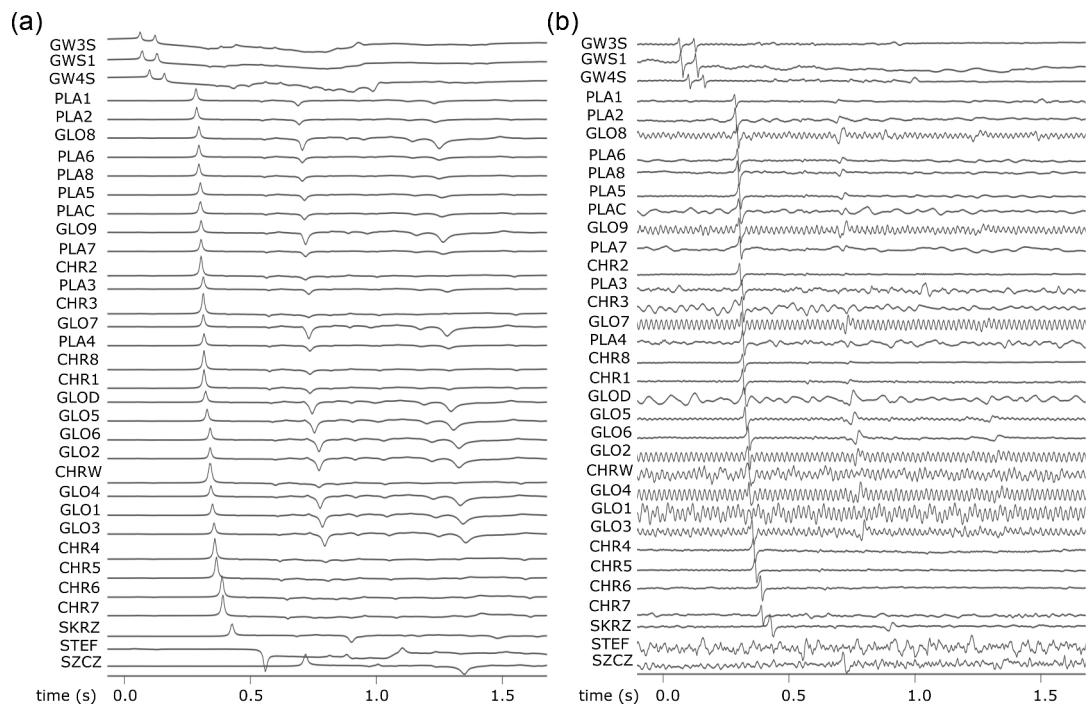 (a)
GW3S
GWS1
GW4S
PLA1
PLA2
GLO8
PLA6
PLA8
PLA5
PLAC
GLO9
PLA7
CHR2
PLA3
CHR3
GLO7
PLA4
CHR8
CHR1
GLOD
GLO5
GLO6
GLO2
CHRW
GLO4
GLO1
GLO3
CHR4
CHR5
CHR6
CHR7
SKRZ
STEF
SZCZ
time (s) 0.0 0.5 1.0 1.5
(b)
GW3S
GWS1
GW4S
PLA1
PLA2
GLO8
PLA6
PLA8
PLA5
PLAC
GLO9
PLA7
CHR2
PLA3
CHR3
GLO7
PLA4
CHR8
CHR1
GLOD
GLO5
GLO6
GLO2
CHRW
GLO4
GLO1
GLO3
CHR4
CHR5
CHR6
CHR7
SKRZ
STEF
SZCZ
time (s) 0.0 0.5 1.0 1.5